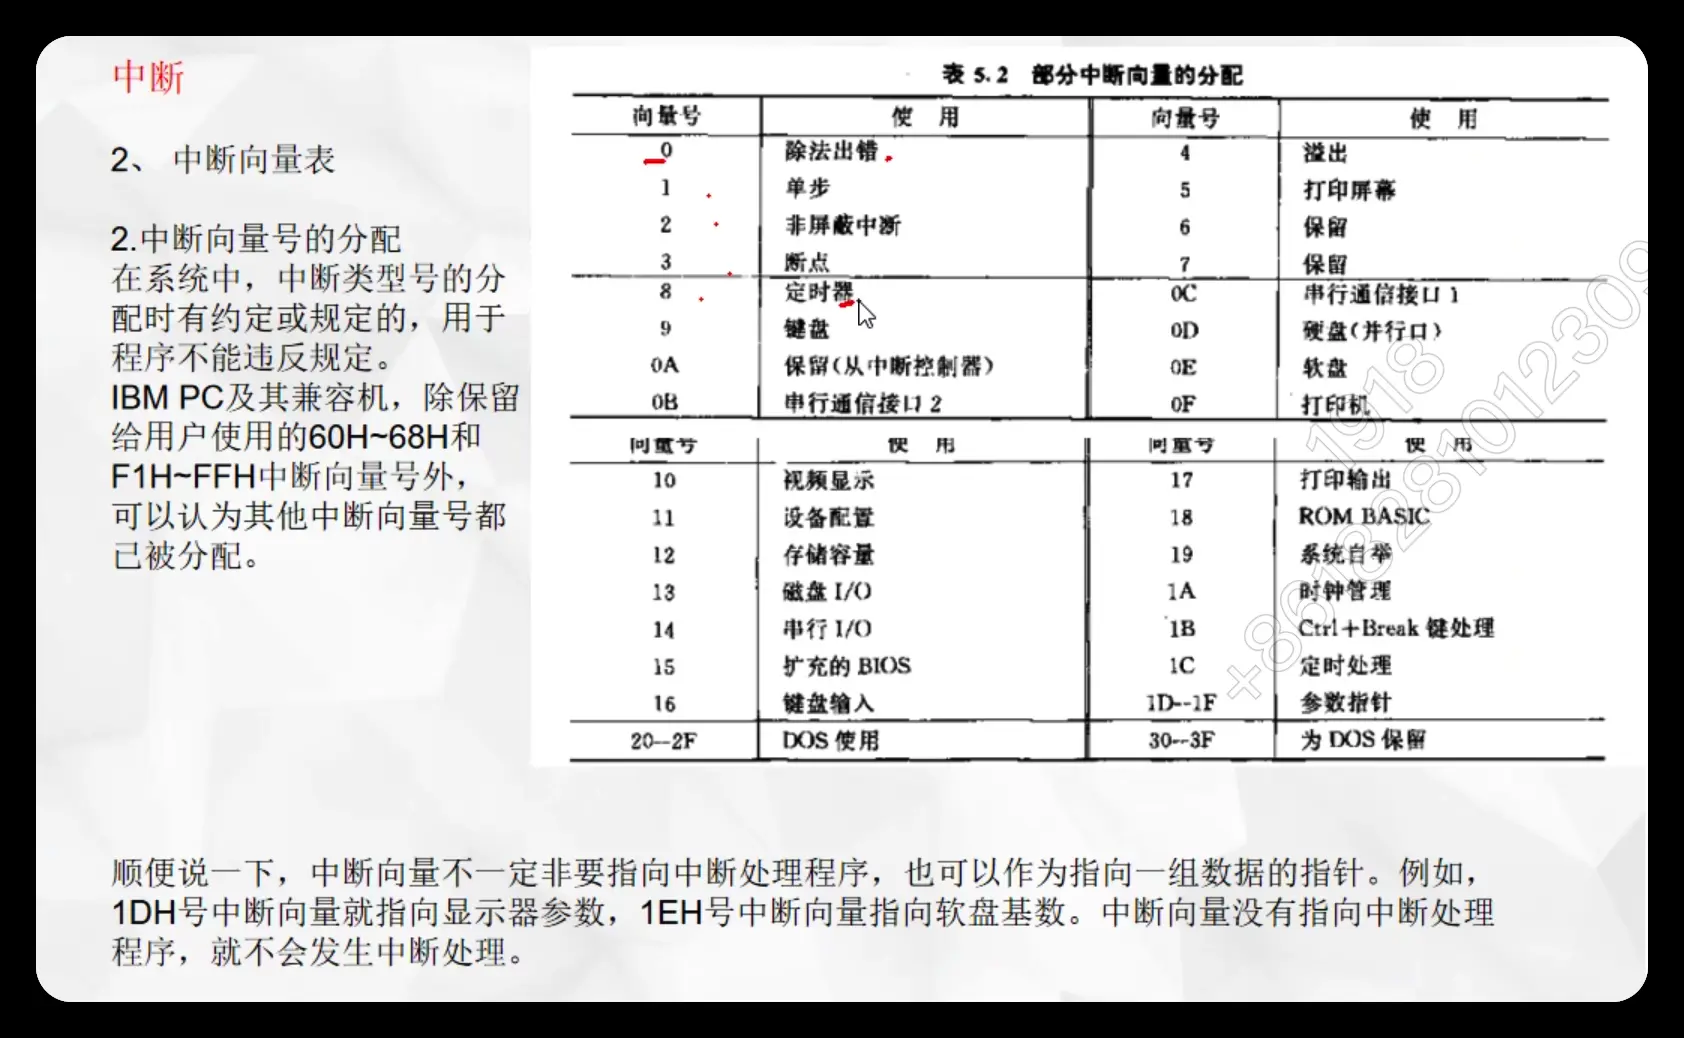 中断
2、 中断向量表
2.中断向量号的分配
在系统中，中断类型号的分
配时有约定或规定的，用于
程序不能违反规定。
IBM PC及其兼容机，除保留
给用户使用的60H~68H和
F1H~FFH中断向量号外，
可以认为其他中断向量号都
已被分配。
表 5.2 部分中断向量的分配
向量号 使 用 向量号 使 用
0 除法出错 4 溢出
1 单步 5 打印屏幕
2 非屏蔽中断 6 保留
3 断点 7 保留
8 定时器 0C 串行通信接口 1
9 键盘 0D 硬盘(并行口)
0A 保留(从中断控制器) 0E 软盘
0B 串行通信接口 2 0F 打印机
向量号 使 用 向量号 使 用
10 视频显示 17 打印输出
11 设备配置 18 ROM BASIC
12 存储容量 19 系统自举
13 磁盘 I/O 1A 时钟管理
14 串行 I/O 1B Ctrl+Break 键处理
15 扩充的 BIOS 1C 定时处理
16 键盘输入 1D--1F 参数指针
20--2F DOS 使用 30--3F 为 DOS 保留
顺便说一下，中断向量不一定非要指向中断处理程序，也可以作为指向一组数据的指针。例如，
1DH号中断向量就指向显示器参数，1EH号中断向量指向软盘基数。中断向量没有指向中断处理
程序，就不会发生中断处理。
1918
+8613281012309